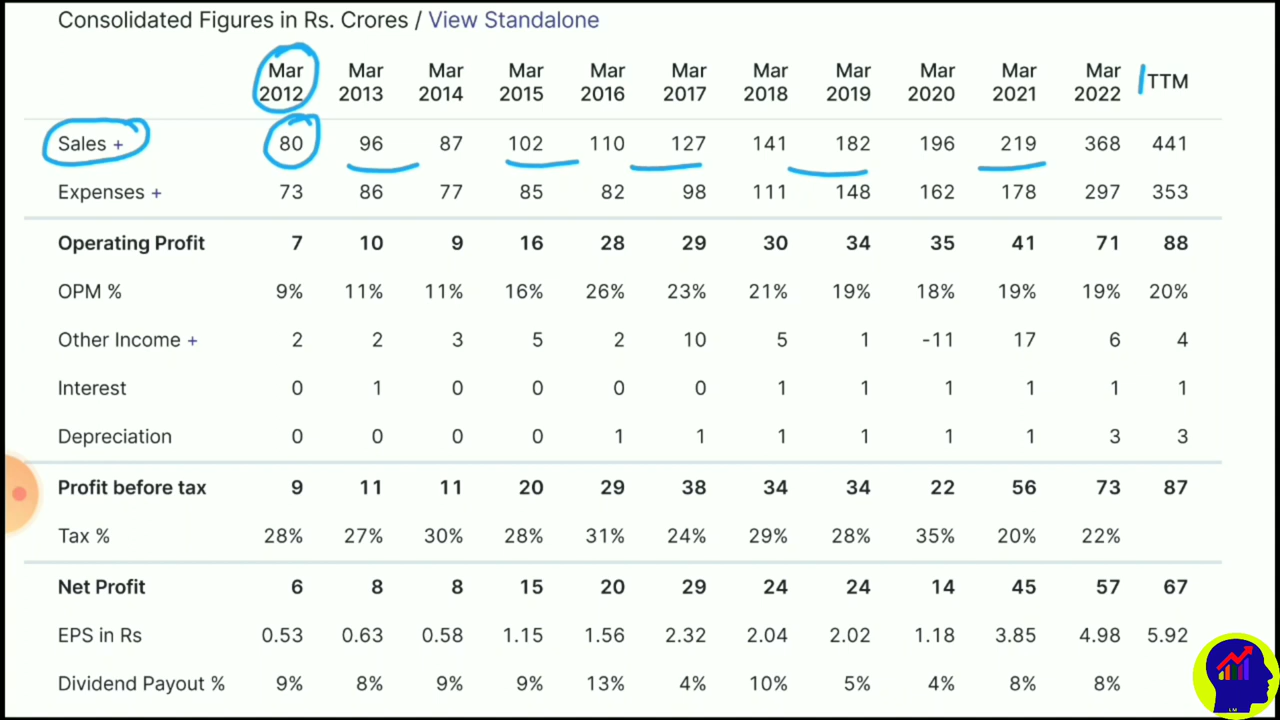 Consolidated Figures in Rs. Crores / View Standalone
Mar 2012 Mar 2013 Mar 2014 Mar 2015 Mar 2016 Mar 2017 Mar 2018 Mar 2019 Mar 2020 Mar 2021 Mar 2022 TTM
Sales + 80 96 87 102 110 127 141 182 196 219 368 441
Expenses + 73 86 77 85 82 98 111 148 162 178 297 353
Operating Profit 7 10 9 16 28 29 30 34 35 41 71 88
OPM % 9% 11% 11% 16% 26% 23% 21% 19% 18% 19% 19% 20%
Other Income + 2 2 3 5 2 10 5 1 -11 17 6 4
Interest 0 1 0 0 0 0 1 1 1 1 1 1
Depreciation 0 0 0 0 1 1 1 1 1 1 3 3
Profit before tax 9 11 11 20 29 38 34 34 22 56 73 87
Tax % 28% 27% 30% 28% 31% 24% 29% 28% 35% 20% 22%
Net Profit 6 8 8 15 20 29 24 24 14 45 57 67
EPS in Rs 0.53 0.63 0.58 1.15 1.56 2.32 2.04 2.02 1.18 3.85 4.98 5.92
Dividend Payout % 9% 8% 9% 9% 13% 4% 10% 5% 4% 8% 8%